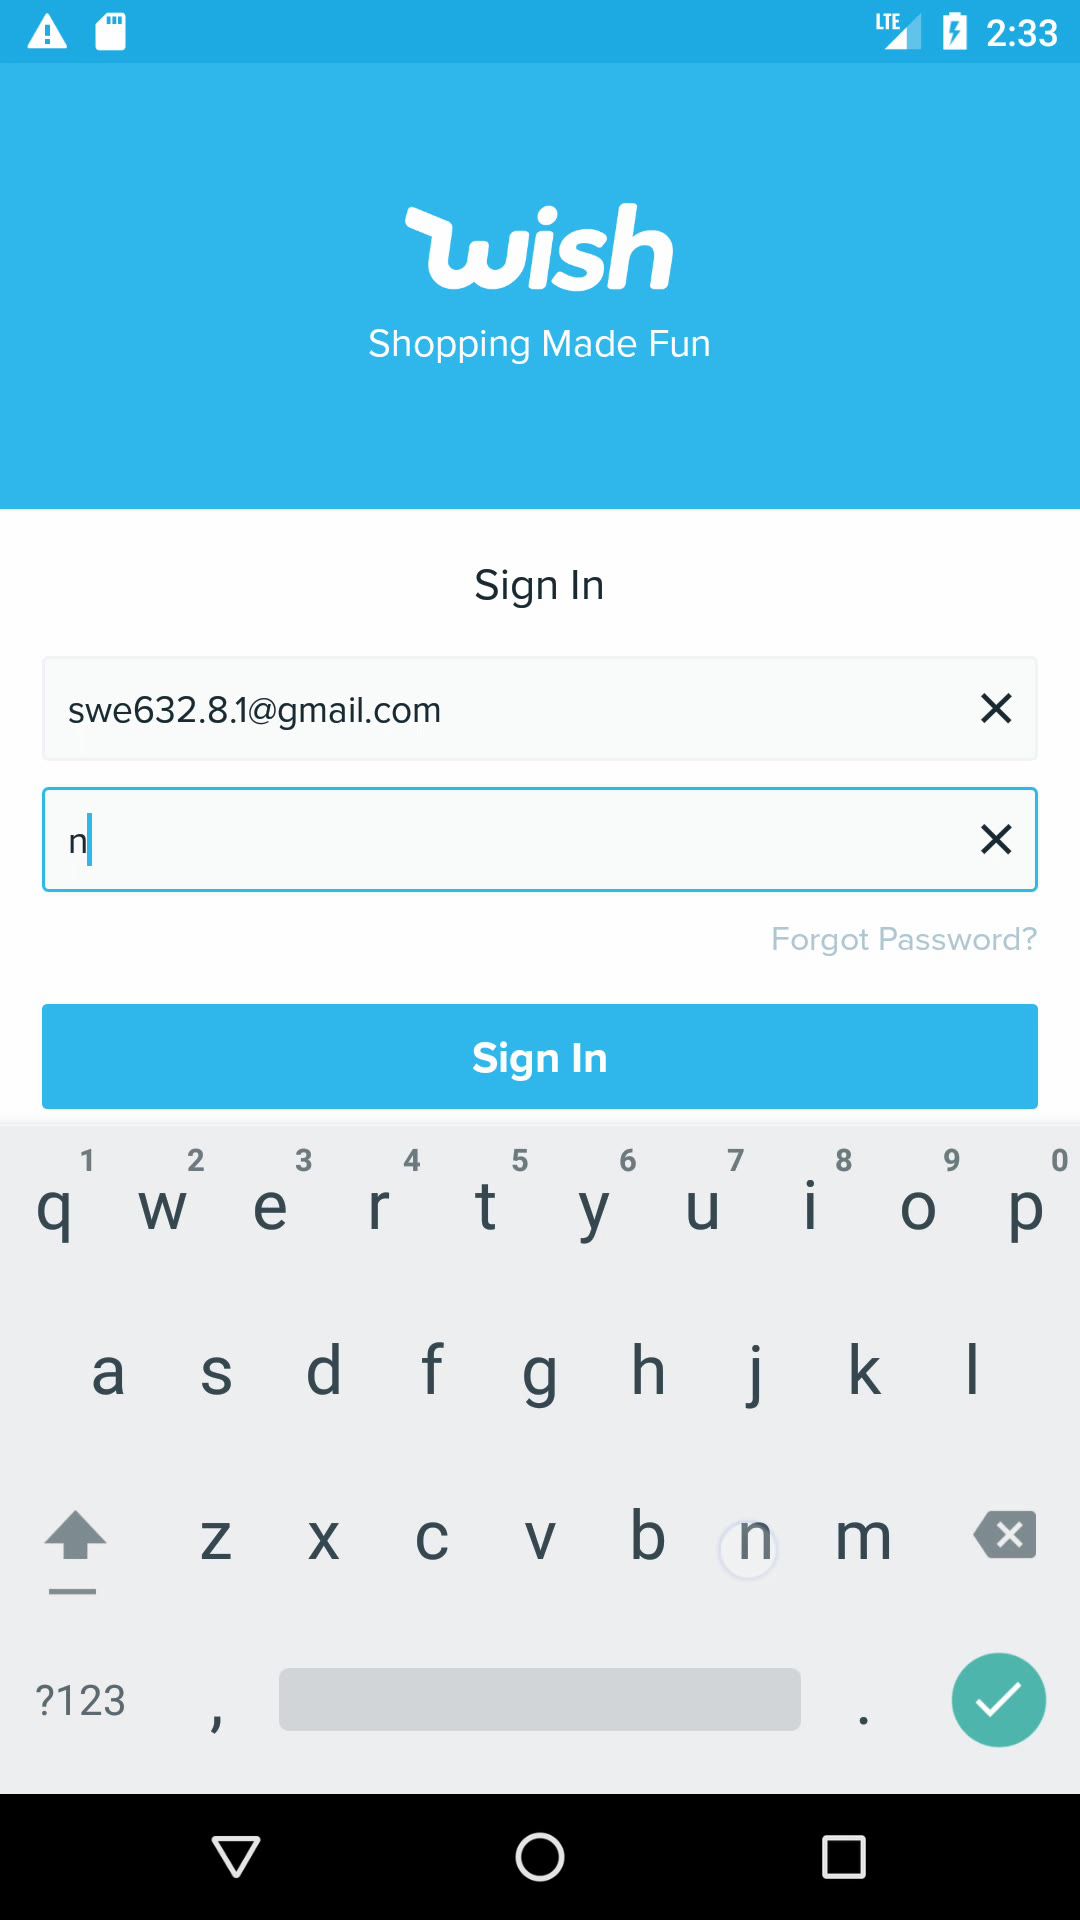 LTE 2:33
wish
Shopping Made Fun
Sign In
swe632.8.1@gmail.com
n
Forgot Password?
Sign In
1 2 3 4 5 6 7 8 9 0
q w e r t y u i o p
a s d f g h j k l
z x c v b n m
?123 , .